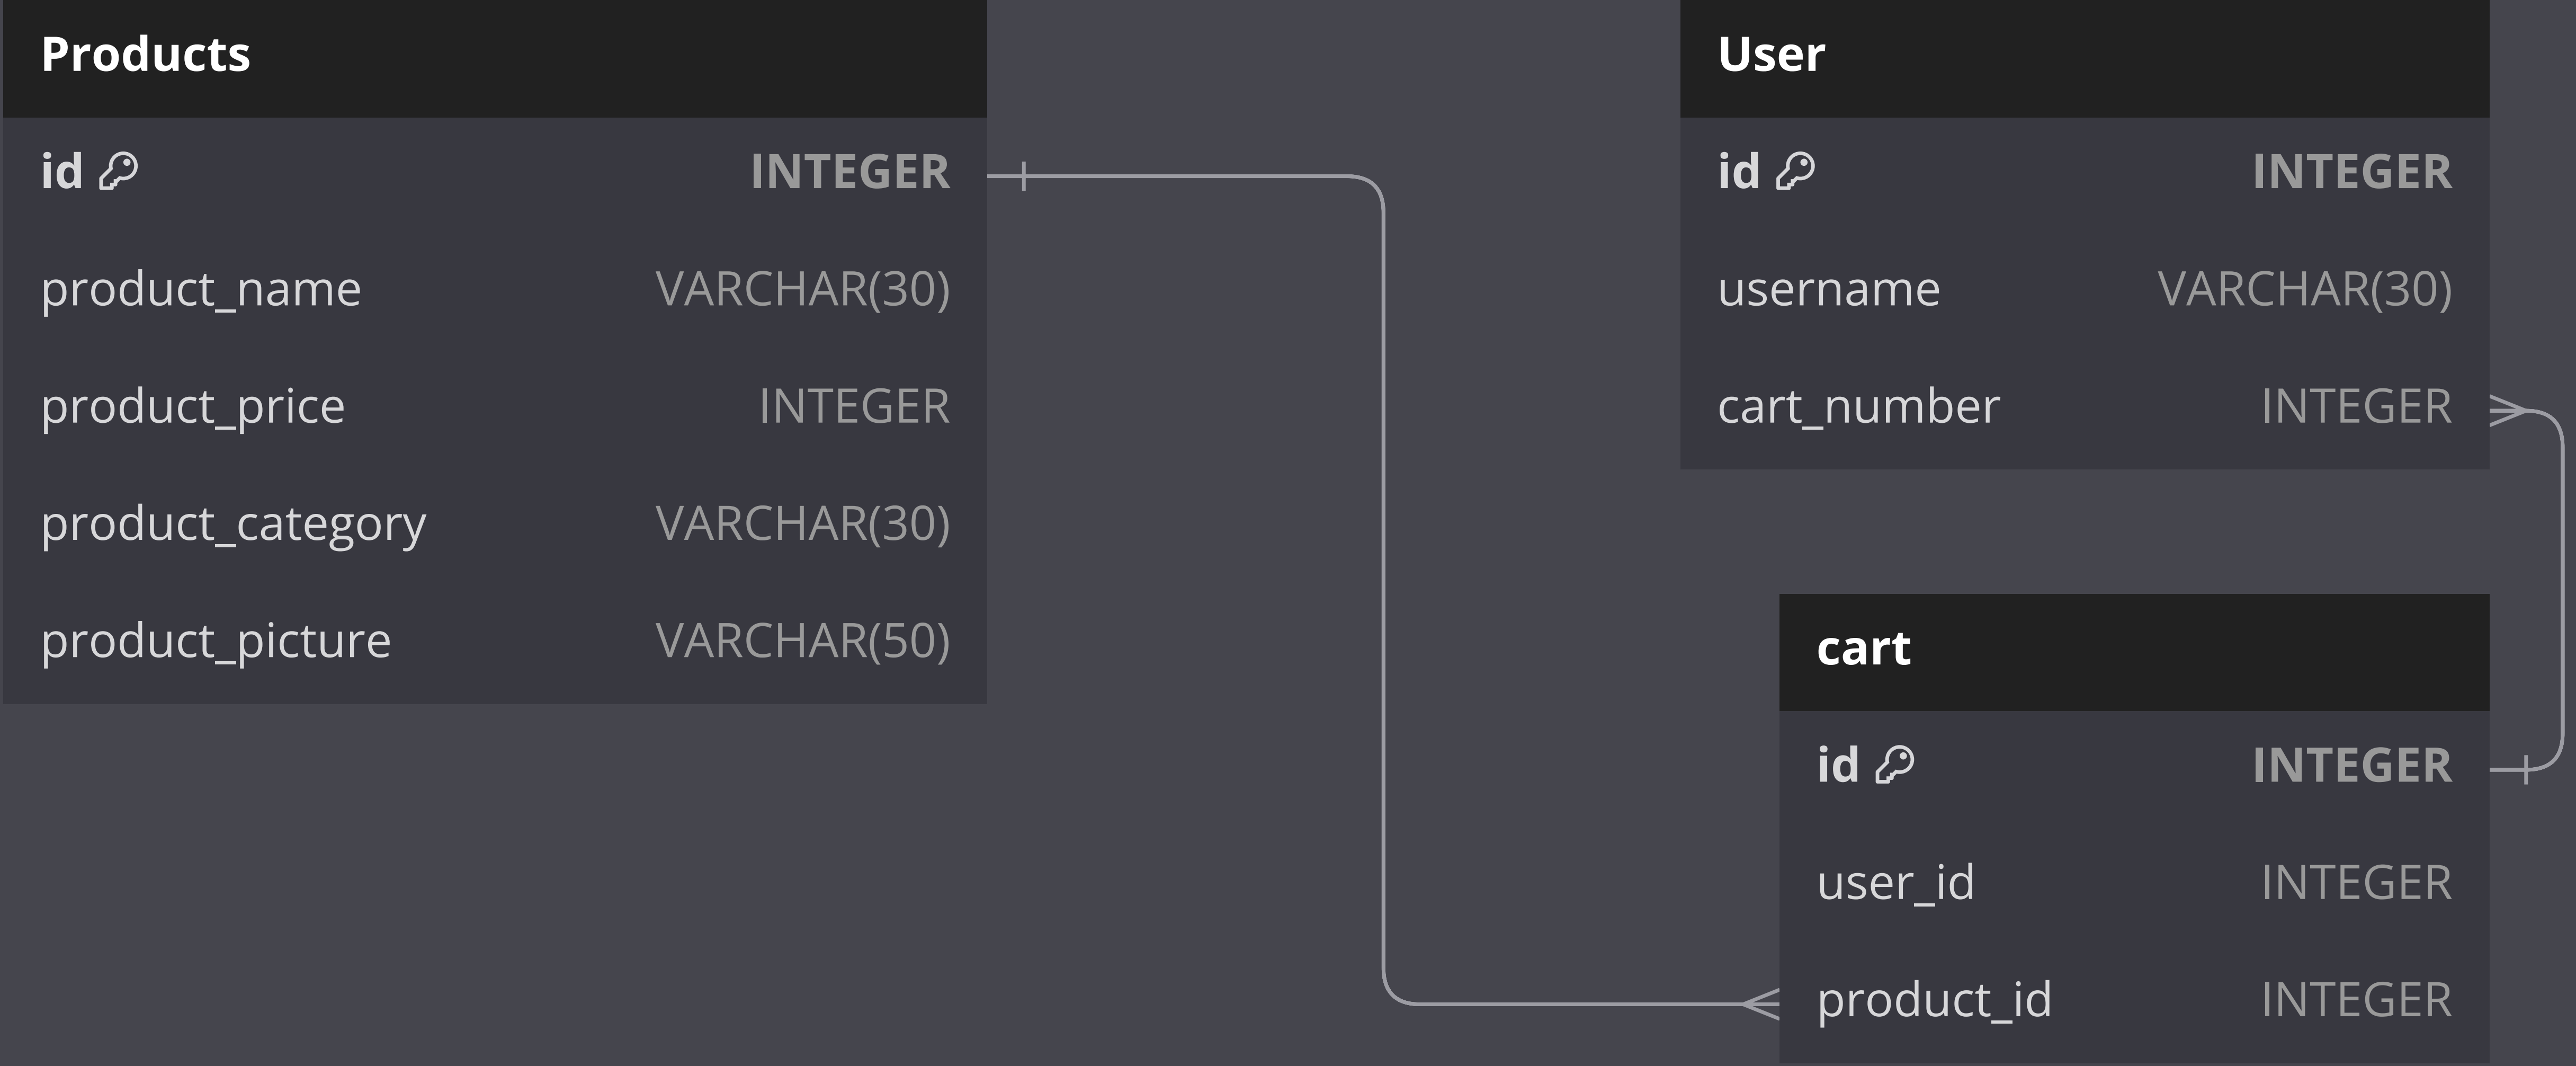 Products
id INTEGER
product_name VARCHAR(30)
product_price INTEGER
product_category VARCHAR(30)
product_picture VARCHAR(50)
User
id INTEGER
username VARCHAR(30)
cart_number INTEGER
cart
id INTEGER
user_id INTEGER
product_id INTEGER